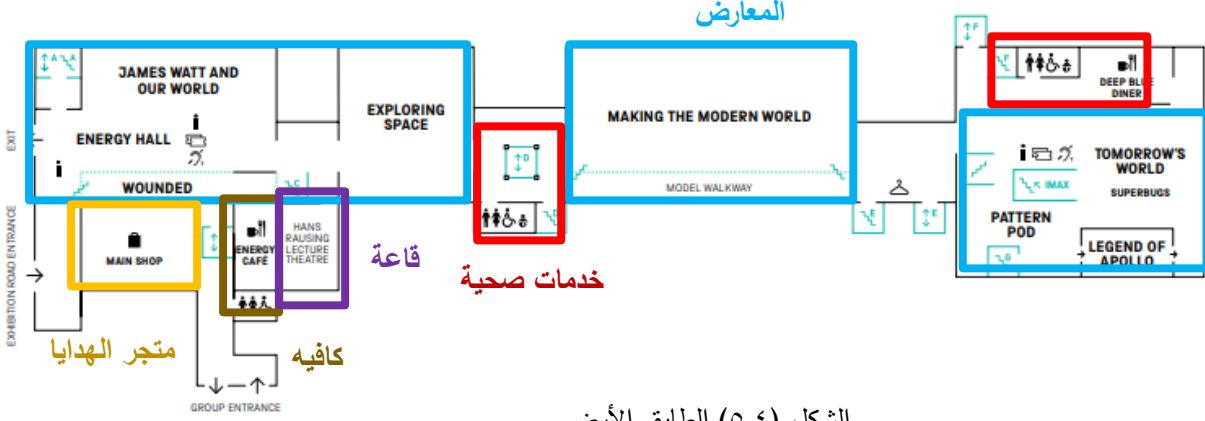 المعارض
A
A
JAMES WATT AND
OUR WORLD
EXPLORING
SPACE
ENERGY HALL
i
i
WOUNDED
C
EXIT
EXHIBITION ROAD ENTRANCE
MAIN SHOP
ENERGY
CAFÉ
HANS
RAUSING
LECTURE
THEATRE
قاعة
متجر الهدايا
كافيه
GROUP ENTRANCE
D
خدمات صحية
MAKING THE MODERN WORLD
MODEL WALKWAY
E
E
F
F
DEEP BLUE
DINER
i
IMAX
TOMORROW'S
WORLD
SUPERBUGS
PATTERN
POD
G
LEGEND OF
APOLLO